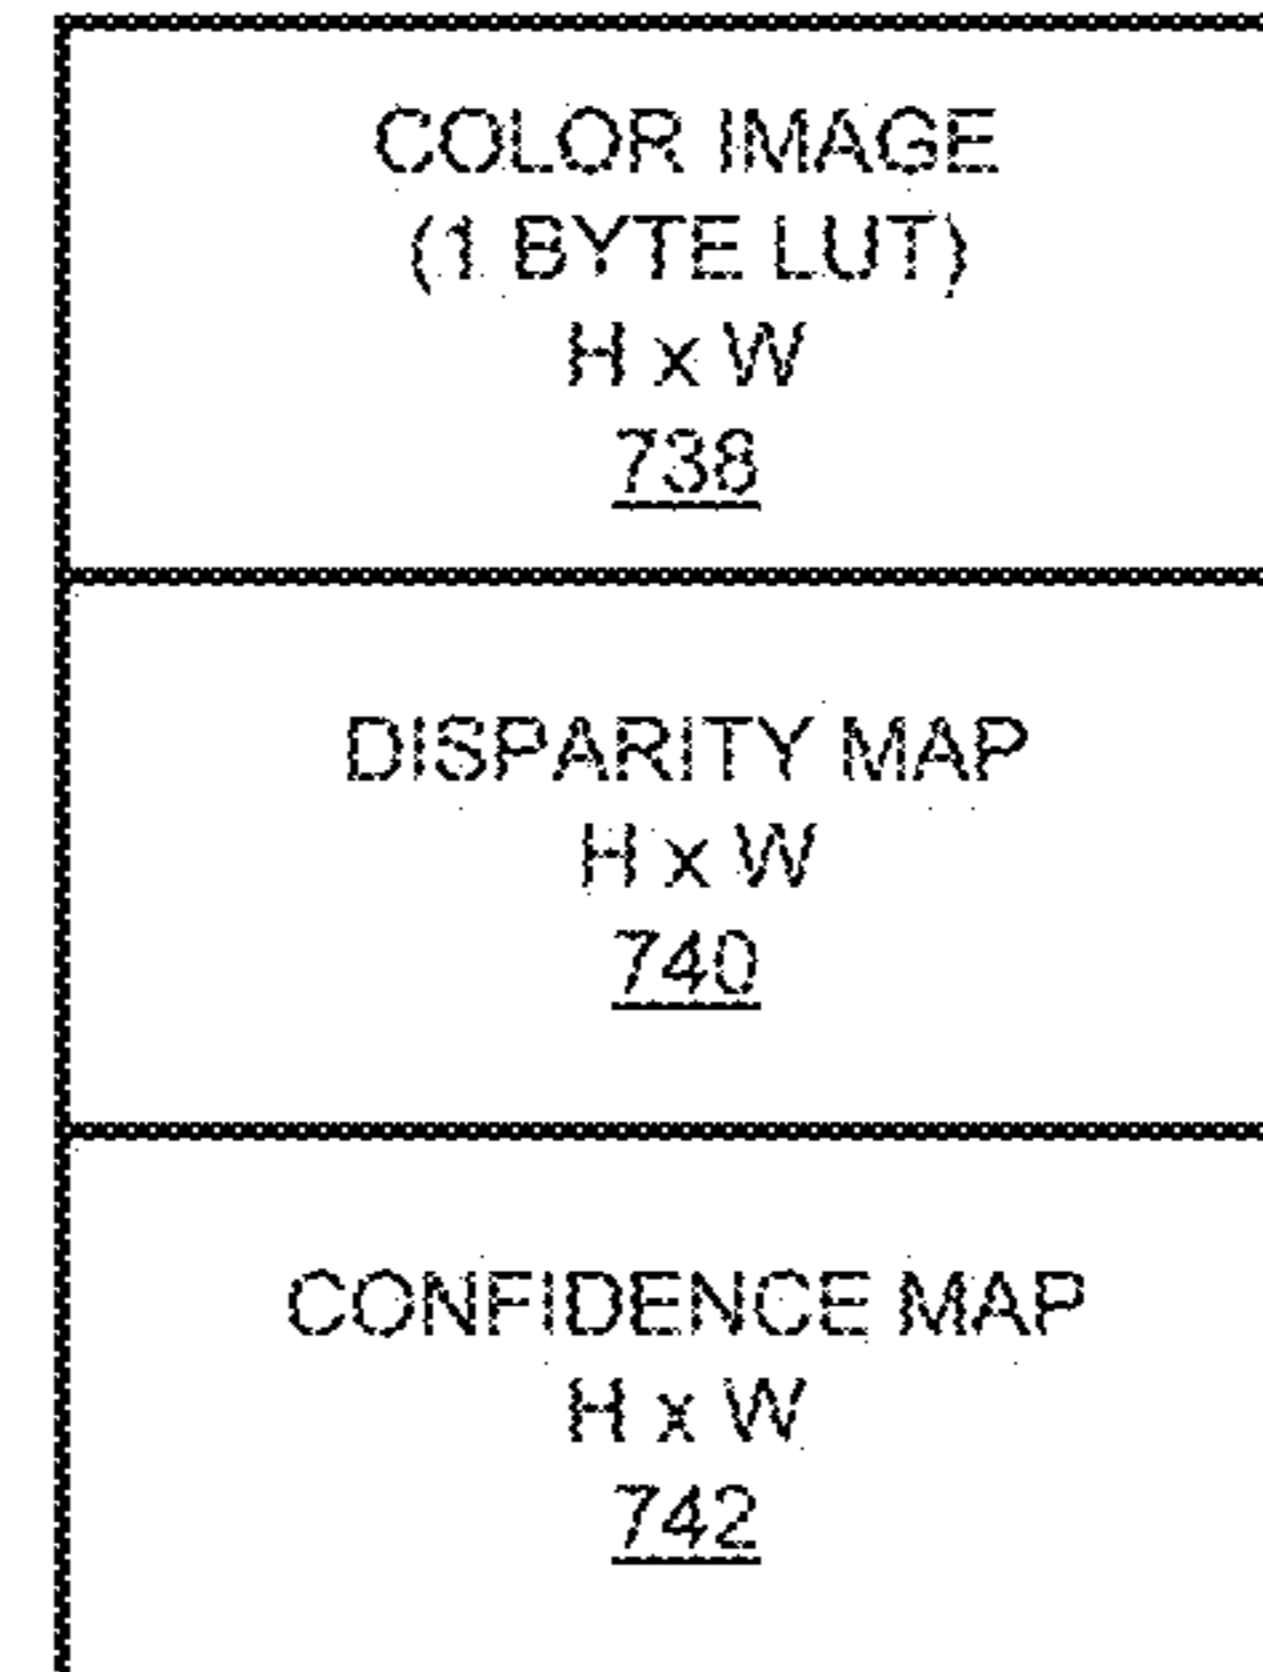 COLOR IMAGE
(1 BYTE LUT)
H x W
738
DISPARITY MAP
H x W
740
CONFIDENCE MAP
H x W
742